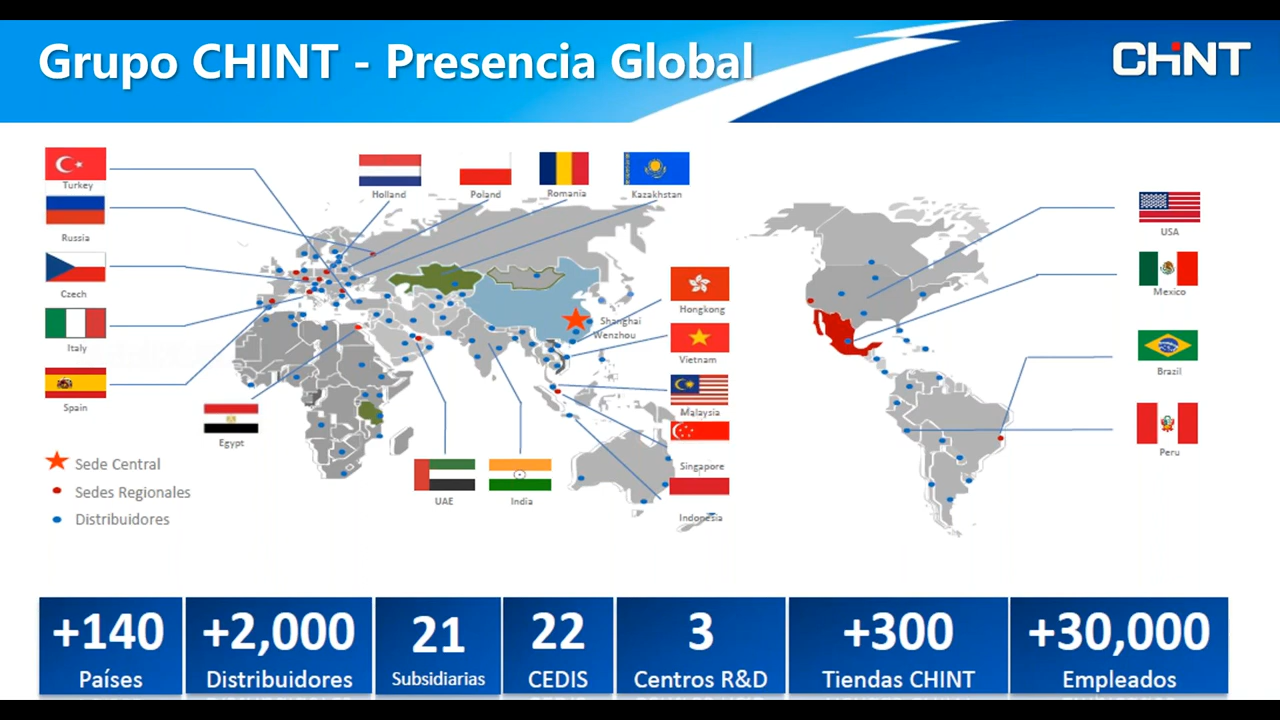 Grupo CHINT - Presencia Global
CHINT
Turkey
Russia
Czech
Italy
Spain
Egypt
Holland
Poland
Romania
Kazakhstan
UAE
India
Shanghai
Wenzhou
Hongkong
Vietnam
Malaysia
Singapore
Indonesia
USA
Mexico
Brazil
Peru
Sede Central
Sedes Regionales
Distribuidores
+140
Países
+2,000
Distribuidores
21
Subsidiarias
22
CEDIS
3
Centros R&D
+300
Tiendas CHINT
+30,000
Empleados